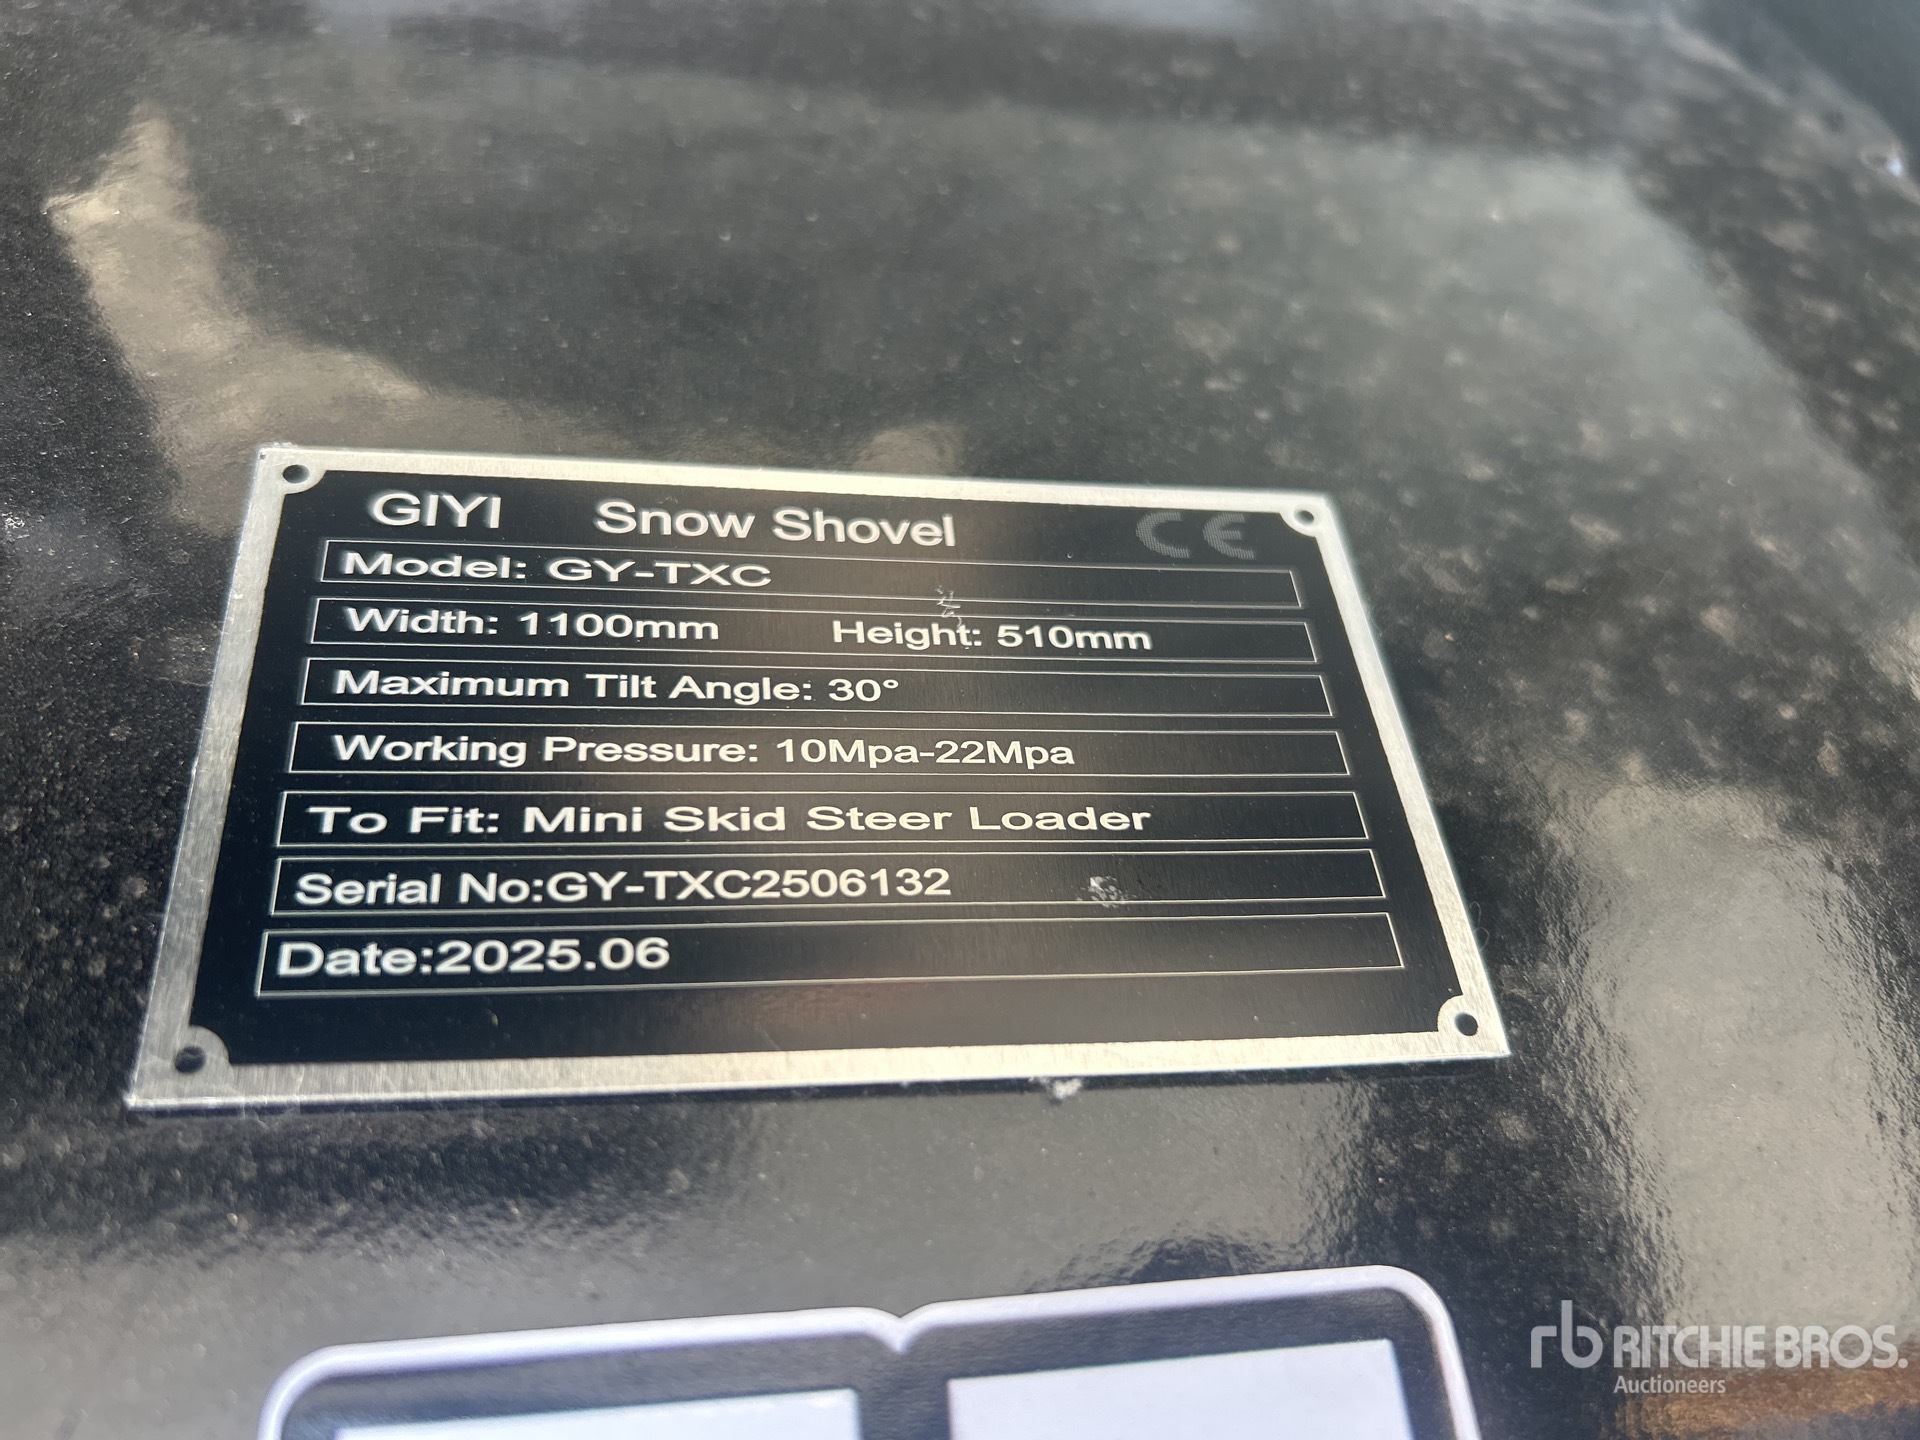 GIYI Snow Shovel CE
Model: GY-TXC
Width: 1100mm Height: 510mm
Maximum Tilt Angle: 30°
Working Pressure: 10Mpa-22Mpa
To Fit: Mini Skid Steer Loader
Serial No:GY-TXC2506132
Date:2025.06
rb RITCHIE BROS.
Auctioneers